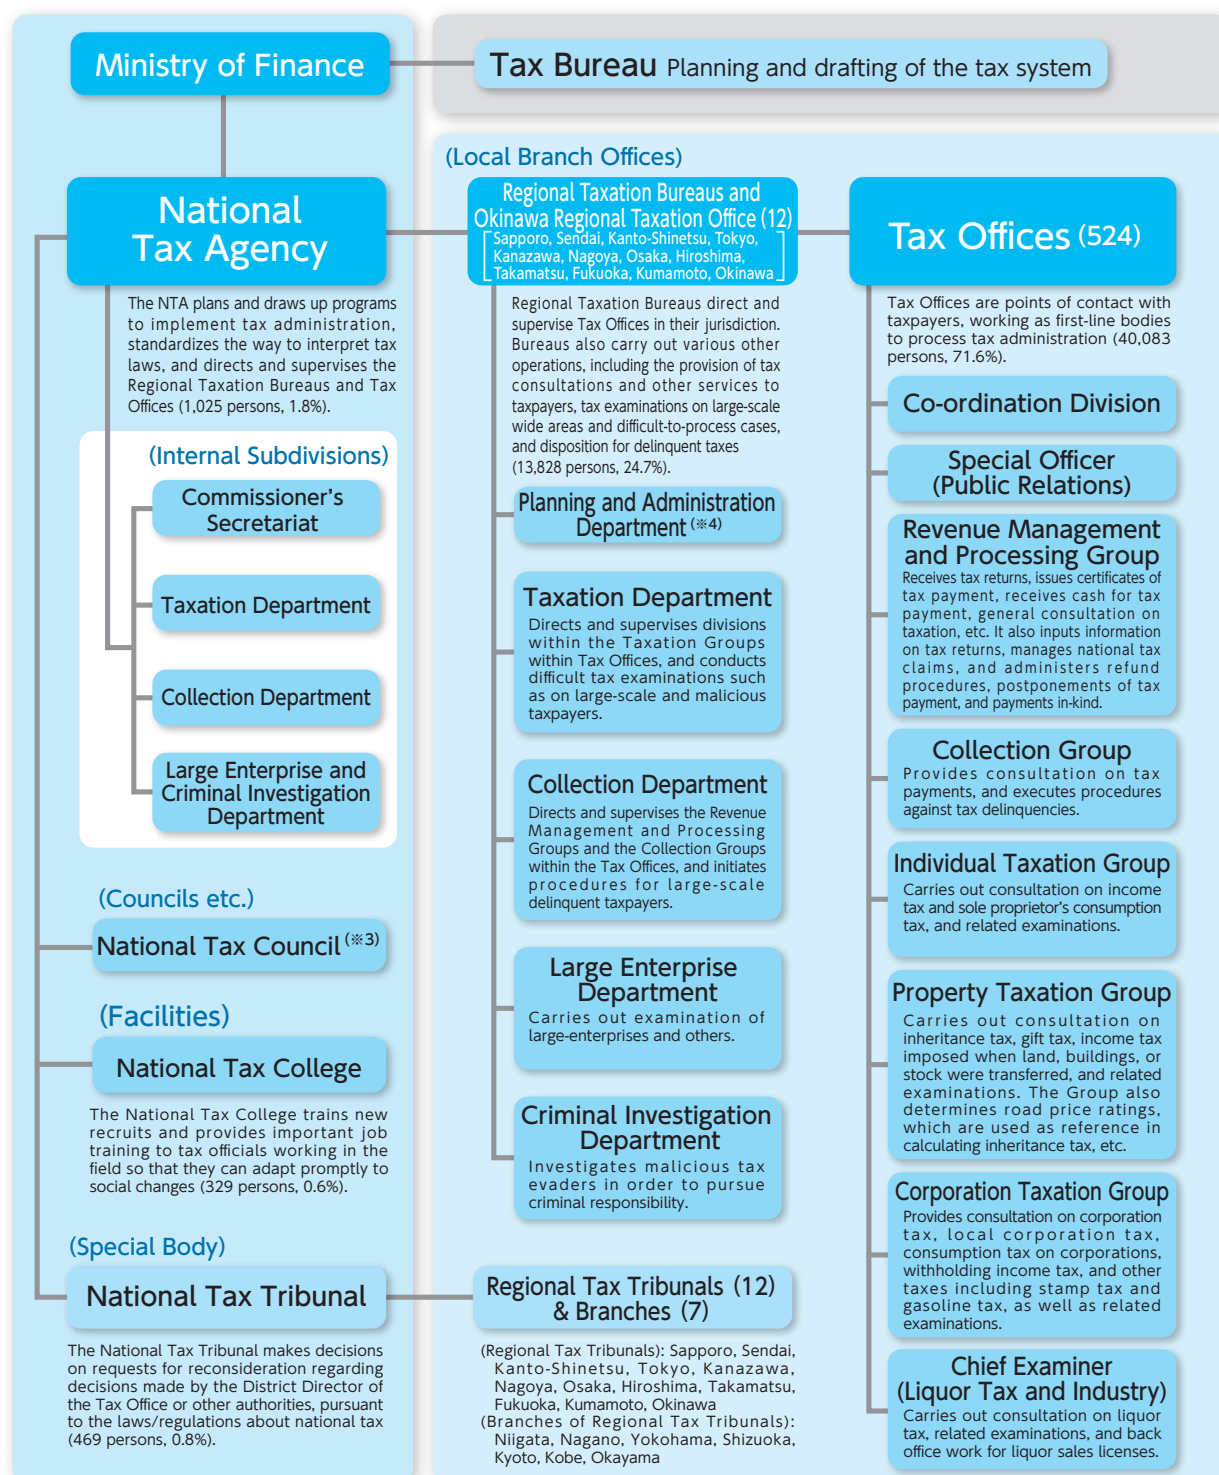 Ministry of Finance
Tax Bureau Planning and drafting of the tax system
National
Tax Agency
The NTA plans and draws up programs
to implement tax administration,
standardizes the way to interpret tax
laws, and directs and supervises the
Regional Taxation Bureaus and Tax
Offices (1,025 persons, 1.8%).
(Internal Subdivisions)
Commissioner's
Secretariat
Taxation Department
Collection Department
Large Enterprise and
Criminal Investigation
Department
(Councils etc.)
National Tax Council (※3)
(Facilities)
National Tax College
The National Tax College trains new
recruits and provides important job
training to tax officials working in the
field so that they can adapt promptly to
social changes (329 persons, 0.6%).
(Special Body)
National Tax Tribunal
The National Tax Tribunal makes decisions
on requests for reconsideration regarding
decisions made by the District Director of
the Tax Office or other authorities, pursuant
to the laws/regulations about national tax
(469 persons, 0.8%).
(Local Branch Offices)
Regional Taxation Bureaus and
Okinawa Regional Taxation Office (12)
[Sapporo, Sendai, Kanto-Shinetsu, Tokyo,
Kanazawa, Nagoya, Osaka, Hiroshima,
Takamatsu, Fukuoka, Kumamoto, Okinawa]
Regional Taxation Bureaus direct and
supervise Tax Offices in their jurisdiction.
Bureaus also carry out various other
operations, including the provision of tax
consultations and other services to
taxpayers, tax examinations on large-scale
wide areas and difficult-to-process cases,
and disposition for delinquent taxes
(13,828 persons, 24.7%).
Planning and Administration
Department (※4)
Taxation Department
Directs and supervises divisions
within the Taxation Groups
within Tax Offices, and conducts
difficult tax examinations such
as on large-scale and malicious
taxpayers.
Collection Department
Directs and supervises the Revenue
Management and Processing
Groups and the Collection Groups
within the Tax Offices, and initiates
procedures for large-scale
delinquent taxpayers.
Large Enterprise
Department
Carries out examination of
large-enterprises and others.
Criminal Investigation
Department
Investigates malicious tax
evaders in order to pursue
criminal responsibility.
Regional Tax Tribunals (12)
& Branches (7)
(Regional Tax Tribunals): Sapporo, Sendai,
Kanto-Shinetsu, Tokyo, Kanazawa,
Nagoya, Osaka, Hiroshima, Takamatsu,
Fukuoka, Kumamoto, Okinawa
(Branches of Regional Tax Tribunals):
Niigata, Nagano, Yokohama, Shizuoka,
Kyoto, Kobe, Okayama
Tax Offices (524)
Tax Offices are points of contact with
taxpayers, working as first-line bodies
to process tax administration (40,083
persons, 71.6%).
Co-ordination Division
Special Officer
(Public Relations)
Revenue Management
and Processing Group
Receives tax returns, issues certificates of
tax payment, receives cash for tax
payment, general consultation on
taxation, etc. It also inputs information
on tax returns, manages national tax
claims, and administers refund
procedures, postponements of tax
payment, and payments in-kind.
Collection Group
Provides consultation on tax
payments, and executes procedures
against tax delinquencies.
Individual Taxation Group
Carries out consultation on income
tax and sole proprietor's consumption
tax, and related examinations.
Property Taxation Group
Carries out consultation on
inheritance tax, gift tax, income tax
imposed when land, buildings, or
stock were transferred, and related
examinations. The Group also
determines road price ratings,
which are used as reference in
calculating inheritance tax, etc.
Corporation Taxation Group
Provides consultation on corporation
tax, local corporation tax,
consumption tax on corporations,
withholding income tax, and other
taxes including stamp tax and
gasoline tax, as well as related
examinations.
Chief Examiner
(Liquor Tax and Industry)
Carries out consultation on liquor
tax, related examinations, and back
office work for liquor sales licenses.